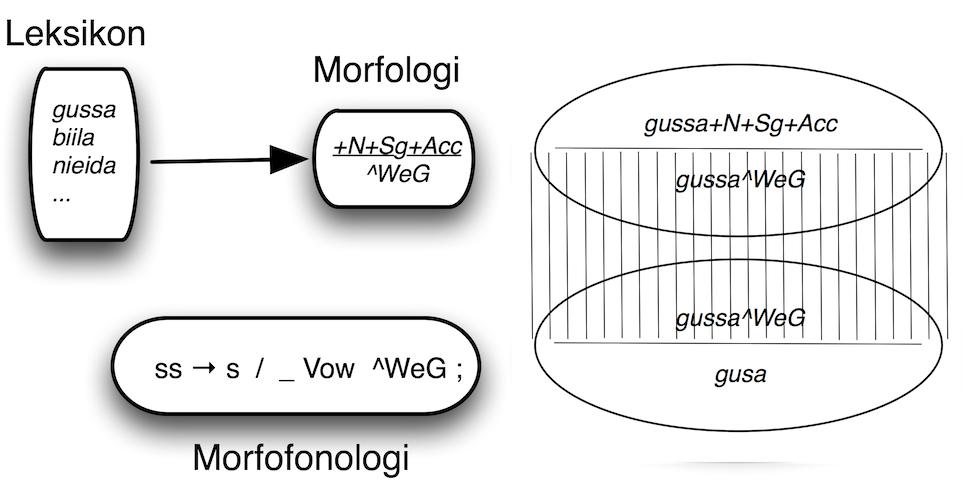 Leksikon
gussa
biila
nieida
...
Morfologi
+N+Sg+Acc
^WeG
ss → s / _ Vow ^WeG ;
Morfofonologi
gussa+N+Sg+Acc
gussa^WeG
gussa^WeG
gusa